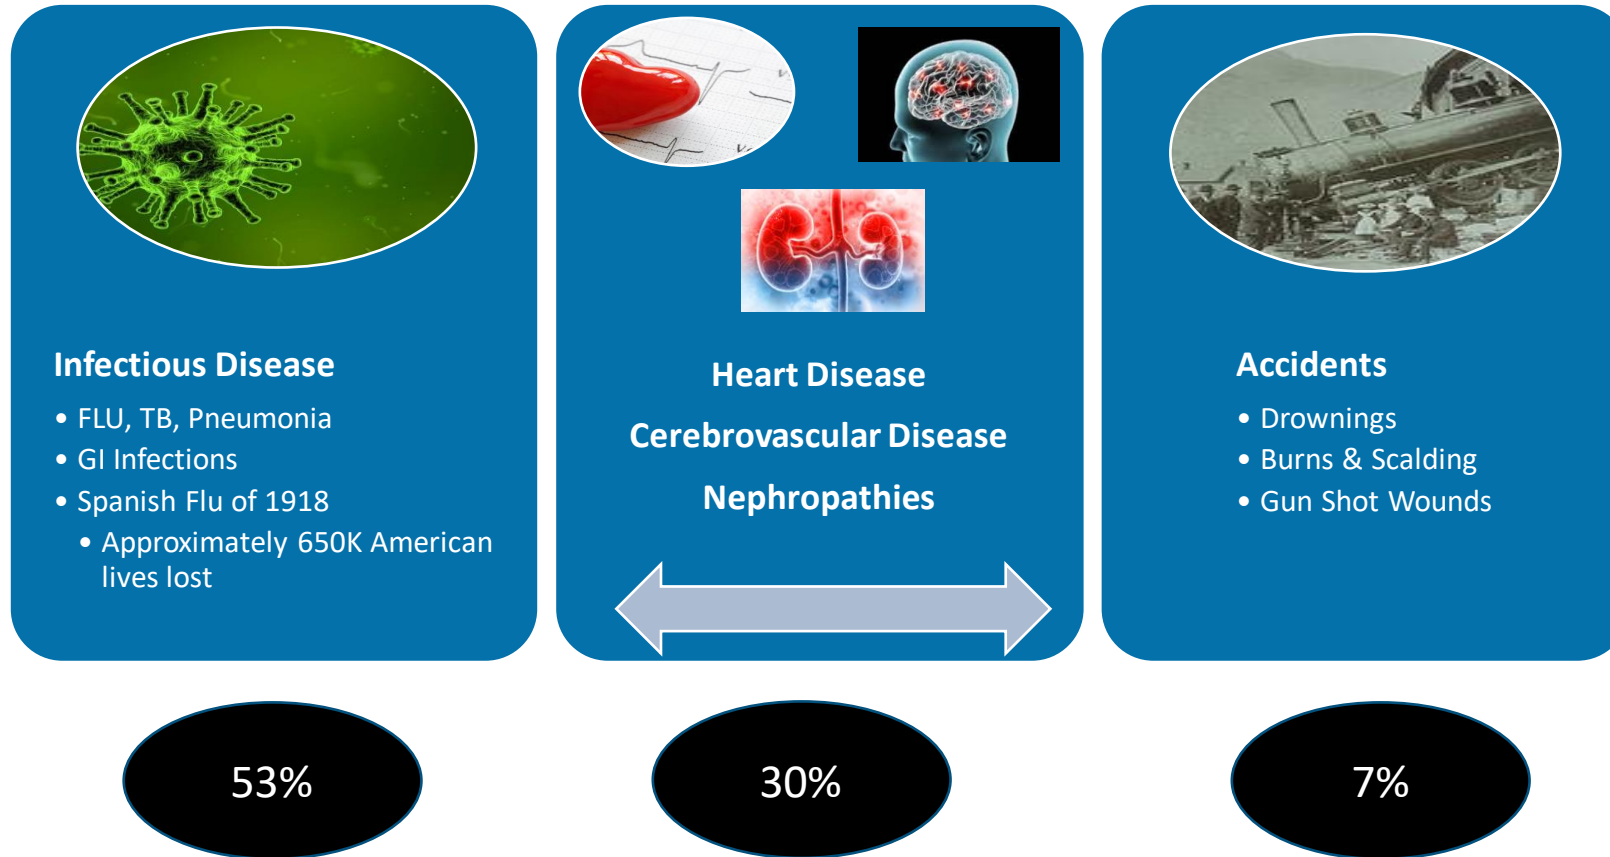 Infectious Disease
• FLU, TB, Pneumonia
• GI Infections
• Spanish Flu of 1918
• Approximately 650K American
lives lost
Heart Disease
Cerebrovascular Disease
Nephropathies
Accidents
• Drownings
• Burns & Scalding
• Gun Shot Wounds
53%
30%
7%